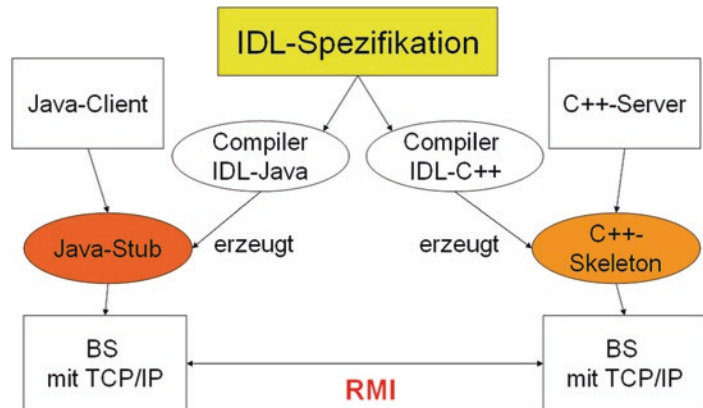 IDL-Spezifikation
Java-Client
C++-Server
Compiler
IDL-Java
Compiler
IDL-C++
Java-Stub
erzeugt
erzeugt
C++-
Skeleton
BS
mit TCP/IP
RMI
BS
mit TCP/IP